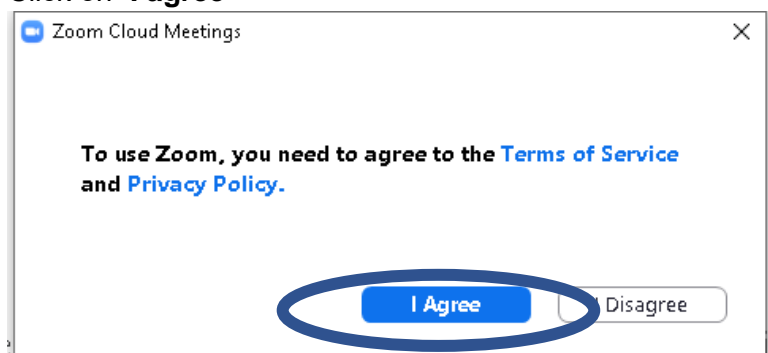 Zoom Cloud Meetings
To use Zoom, you need to agree to the Terms of Service
and Privacy Policy.
I Agree
Disagree